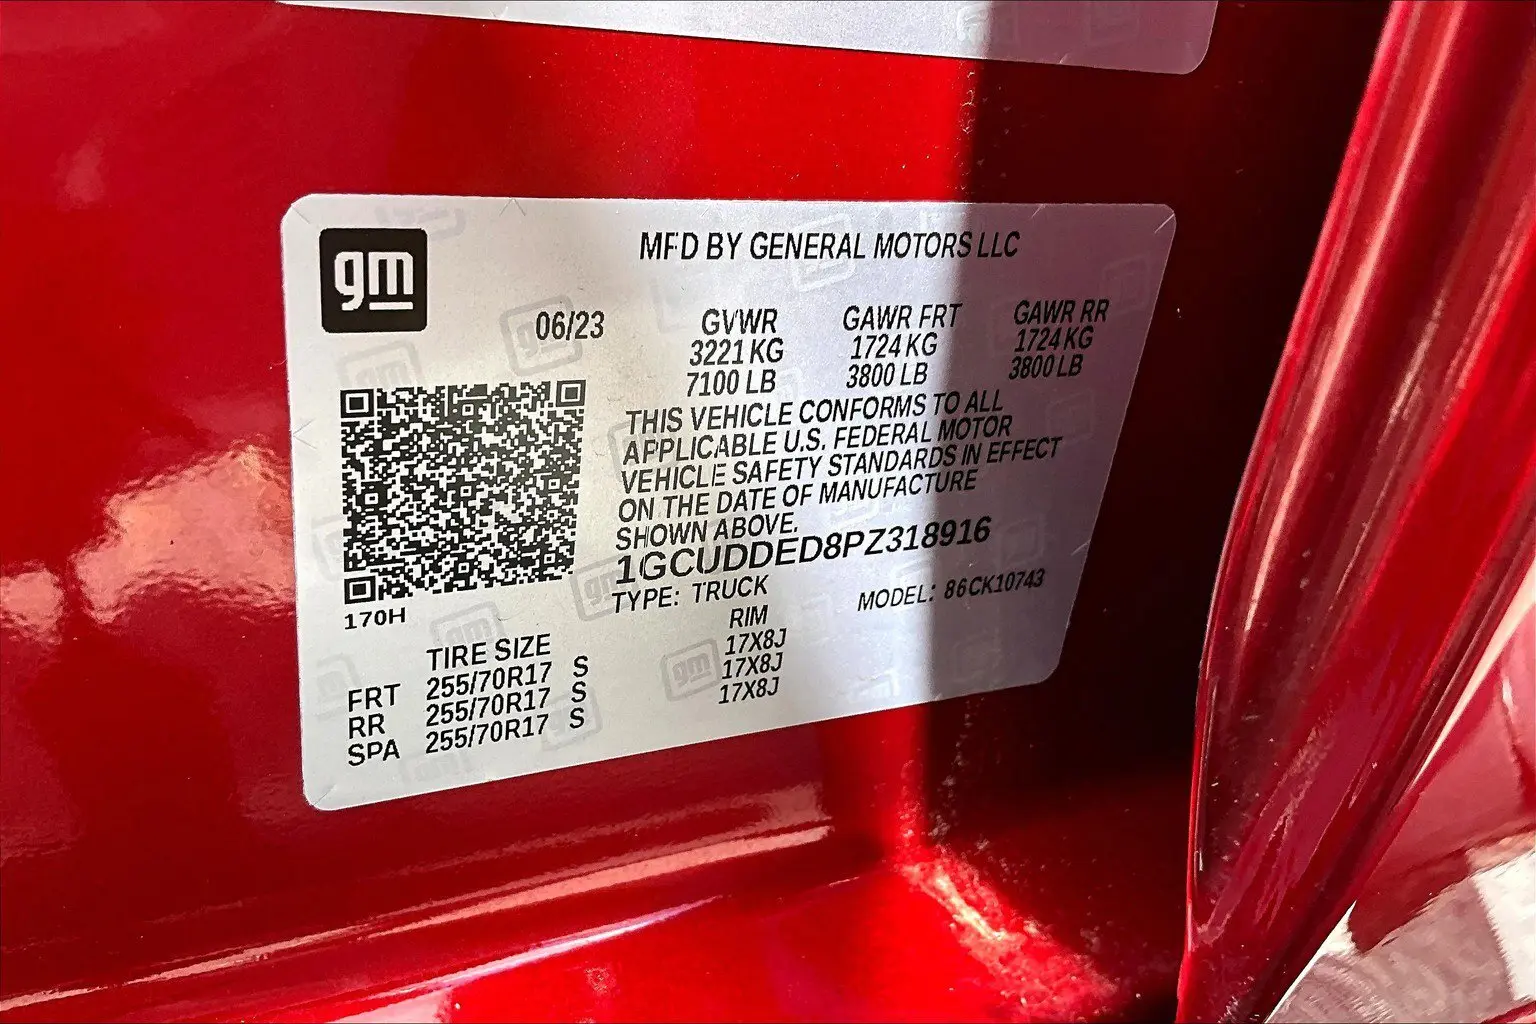 gm
MFD BY GENERAL MOTORS LLC
06/23 GVWR GAWR FRT GAWR RR
3221 KG 1724 KG 1724 KG
7100 LB 3800 LB 3800 LB
THIS VEHICLE CONFORMS TO ALL
APPLICABLE U.S. FEDERAL MOTOR
VEHICLE SAFETY STANDARDS IN EFFECT
ON THE DATE OF MANUFACTURE
SHOWN ABOVE.
1GCUDDED8PZ318916
TYPE: TRUCK MODEL: 86CK10743
170H
TIRE SIZE RIM
FRT 255/70R17 S 17X8J
RR 255/70R17 S 17X8J
SPA 255/70R17 S 17X8J